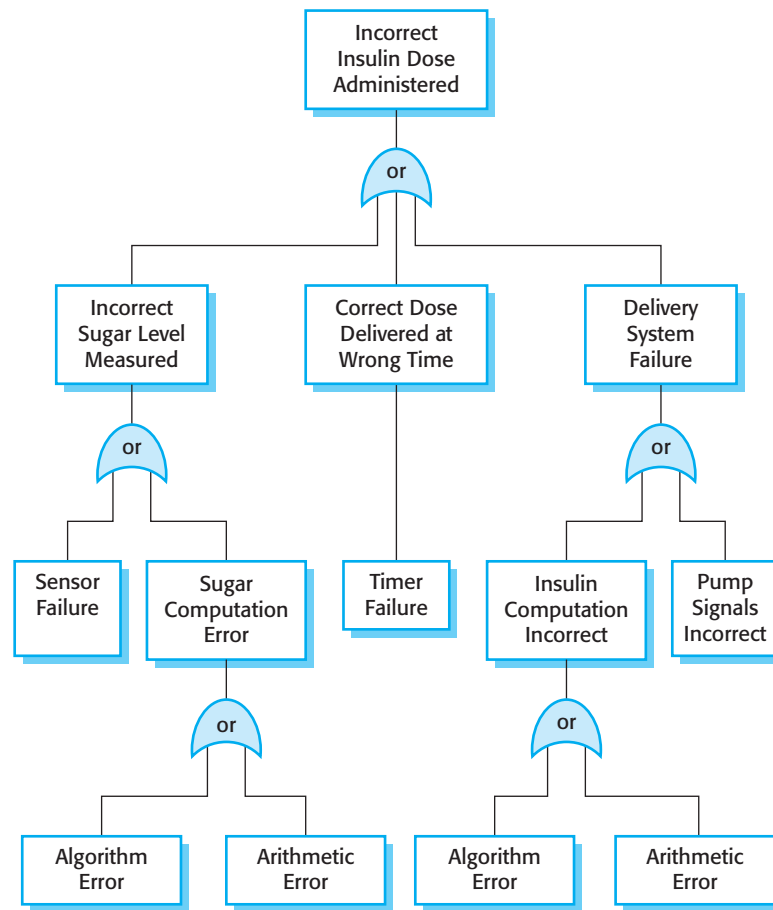 Incorrect
Insulin Dose
Administered
or
Incorrect
Sugar Level
Measured
Correct Dose
Delivered at
Wrong Time
Delivery
System
Failure
or
or
Sensor
Failure
Sugar
Computation
Error
Timer
Failure
Insulin
Computation
Incorrect
Pump
Signals
Incorrect
or
or
Algorithm
Error
Arithmetic
Error
Algorithm
Error
Arithmetic
Error